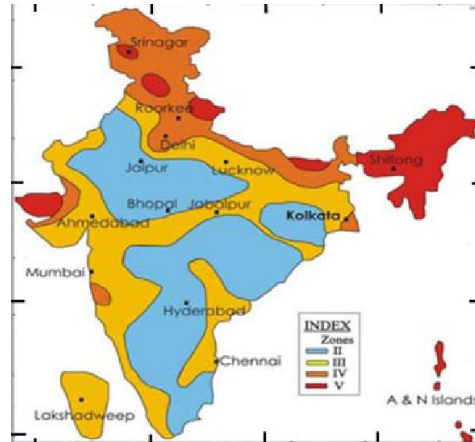 Srinagar
Roorkee
Delhi
Jaipur
Lucknow
Shillong
Bhopal
Jabalpur
Kolkata
Ahmedabad
Mumbai
Hyderabad
INDEX
Zones
II
III
IV
V
Chennai
A & N Islands
Lakshadweep